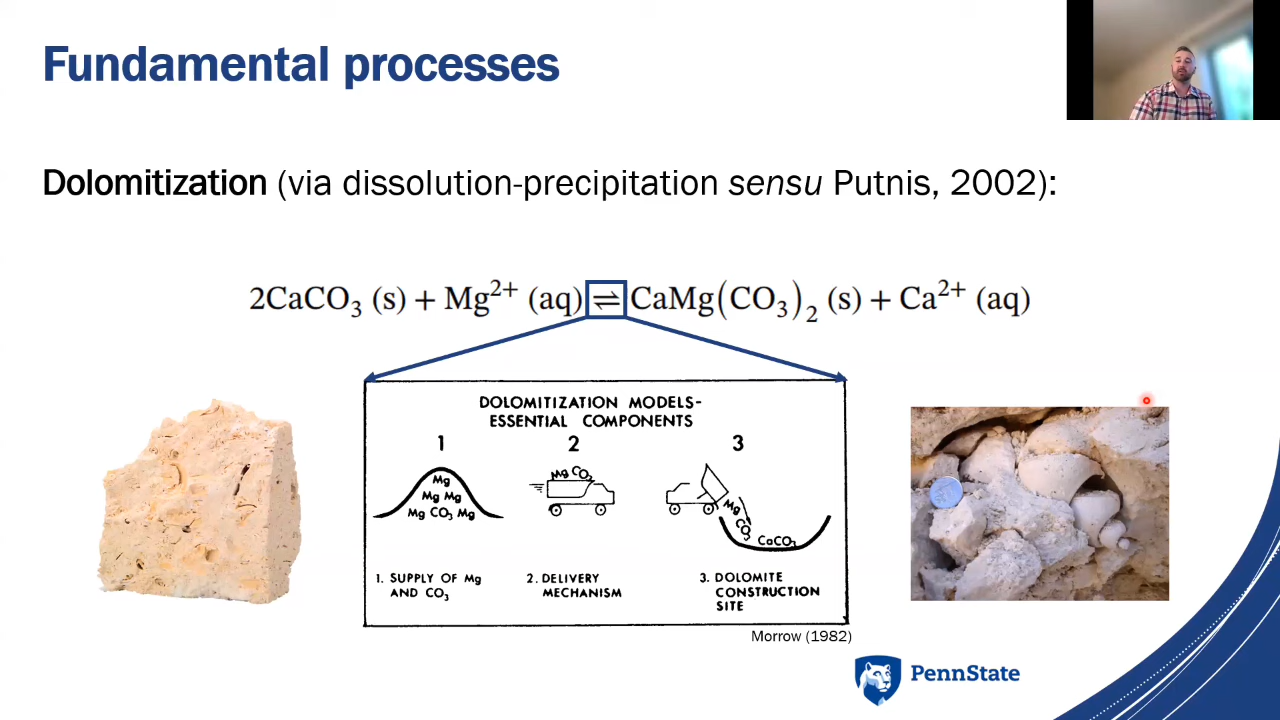 Fundamental processes
Dolomitization (via dissolution-precipitation sensu Putnis, 2002):
2CaCO₃ (s) + Mg²⁺ (aq) ⇌ CaMg(CO₃)₂ (s) + Ca²⁺ (aq)
DOLOMITIZATION MODELS-
ESSENTIAL COMPONENTS
1 2 3
Mg
Mg Mg
Mg CO₃ Mg
Mg CO₃
Mg
CO₃
CaCO₃
1. SUPPLY OF Mg
AND CO₃
2. DELIVERY
MECHANISM
3. DOLOMITE
CONSTRUCTION
SITE
Morrow (1982)
PennState